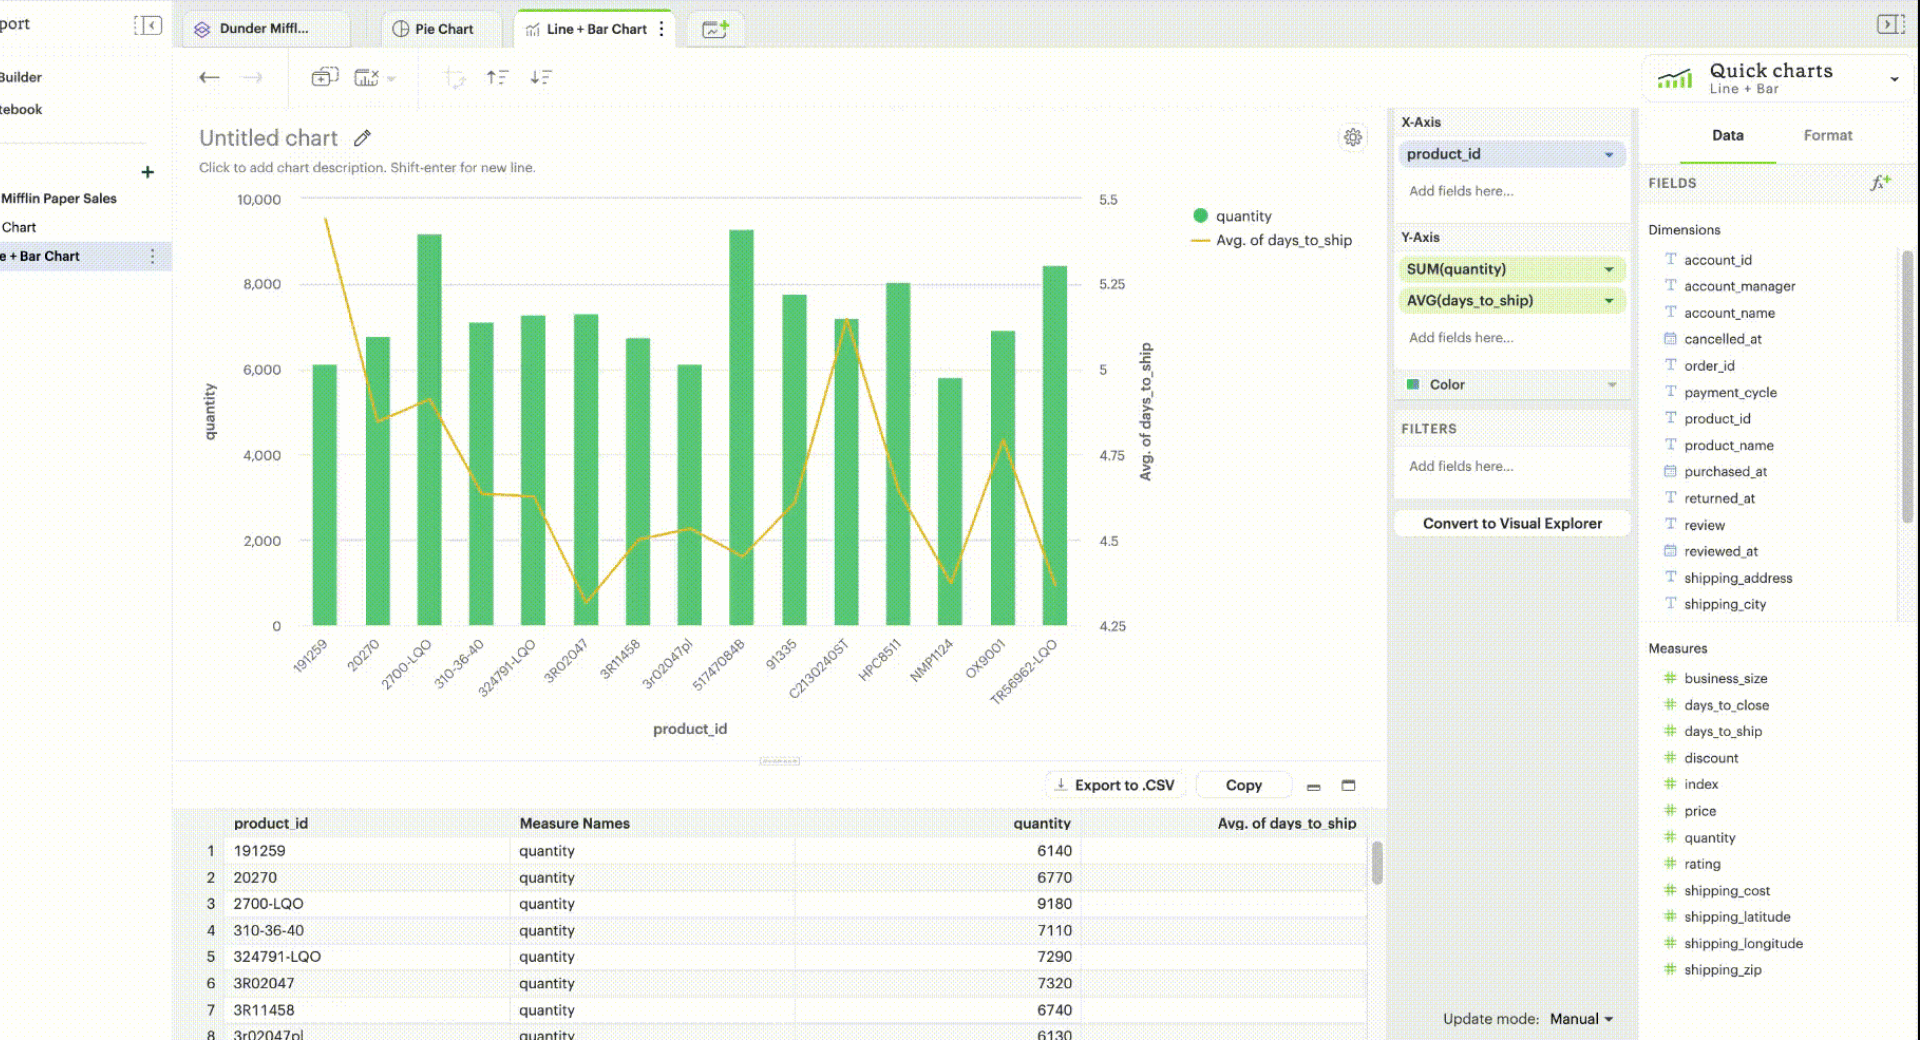 port
Dunder Miffl...
Pie Chart
Line + Bar Chart
Builder
tebook
Mifflin Paper Sales
Chart
e + Bar Chart
Untitled chart
Click to add chart description. Shift-enter for new line.
10,000
8,000
6,000
4,000
2,000
0
quantity
5.5
5.25
5
4.75
4.5
4.25
Avg. of days_to_ship
quantity
Avg. of days_to_ship
191259
20270
2700-LQO
310-36-40
324791-LQO
3R02047
3R11458
3r02047pl
51747084B
91335
C2130240ST
HPC8511
NMP1124
OX9001
TR56962-LQO
product_id
Export to .CSV
Copy
product_id Measure Names quantity Avg. of days_to_ship
1 191259 quantity 6140
2 20270 quantity 6770
3 2700-LQO quantity 9180
4 310-36-40 quantity 7110
5 324791-LQO quantity 7290
6 3R02047 quantity 7320
7 3R11458 quantity 6740
8 3r02047pl quantity 6130
X-Axis
product_id
Add fields here...
Y-Axis
SUM(quantity)
AVG(days_to_ship)
Add fields here...
Color
FILTERS
Add fields here...
Convert to Visual Explorer
Update mode: Manual
Quick charts
Line + Bar
Data Format
FIELDS
Dimensions
account_id
account_manager
account_name
cancelled_at
order_id
payment_cycle
product_id
product_name
purchased_at
returned_at
review
reviewed_at
shipping_address
shipping_city
Measures
business_size
days_to_close
days_to_ship
discount
index
price
quantity
rating
shipping_cost
shipping_latitude
shipping_longitude
shipping_zip